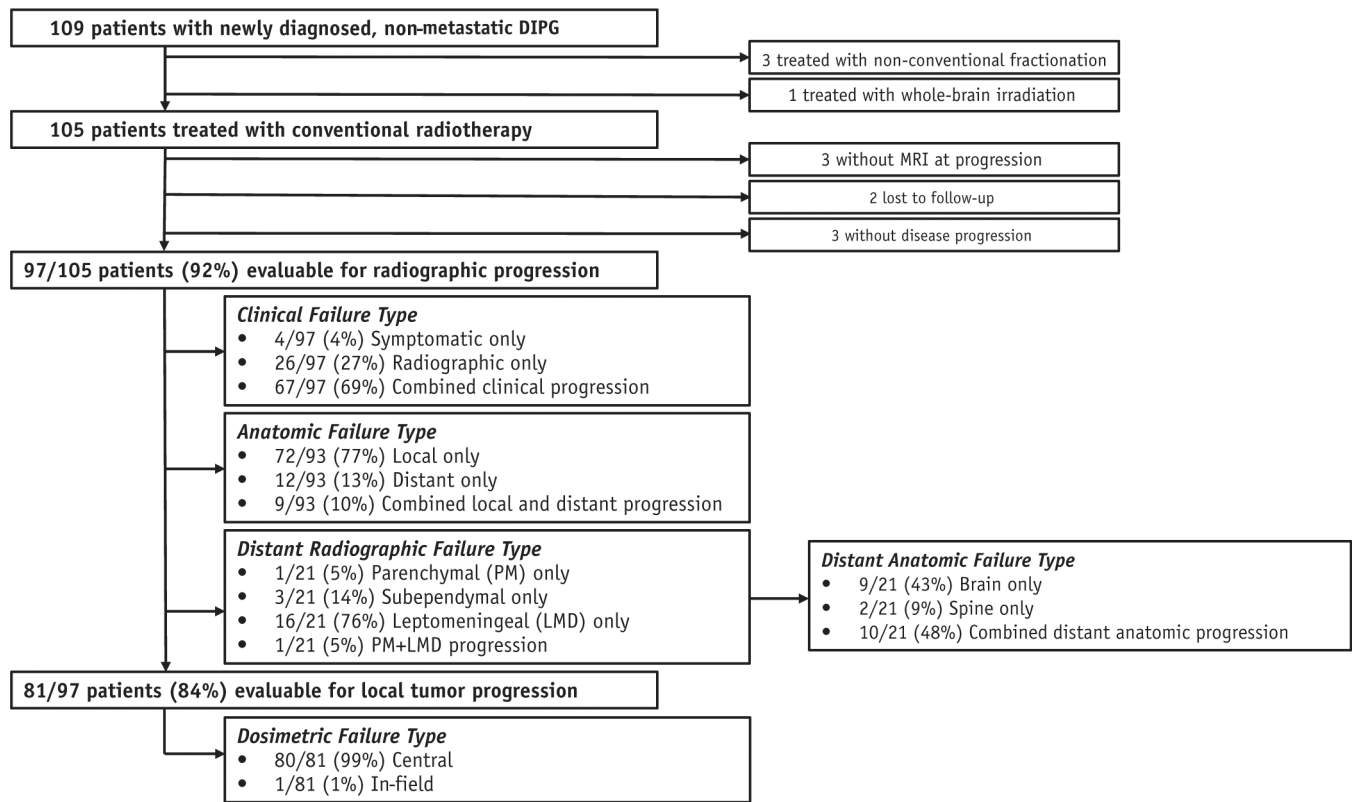 109 patients with newly diagnosed, non-metastatic DIPG
3 treated with non-conventional fractionation
1 treated with whole-brain irradiation
105 patients treated with conventional radiotherapy
3 without MRI at progression
2 lost to follow-up
3 without disease progression
97/105 patients (92%) evaluable for radiographic progression
Clinical Failure Type
• 4/97 (4%) Symptomatic only
• 26/97 (27%) Radiographic only
• 67/97 (69%) Combined clinical progression
Anatomic Failure Type
• 72/93 (77%) Local only
• 12/93 (13%) Distant only
• 9/93 (10%) Combined local and distant progression
Distant Radiographic Failure Type
• 1/21 (5%) Parenchymal (PM) only
• 3/21 (14%) Subependymal only
• 16/21 (76%) Leptomeningeal (LMD) only
• 1/21 (5%) PM+LMD progression
Distant Anatomic Failure Type
• 9/21 (43%) Brain only
• 2/21 (9%) Spine only
• 10/21 (48%) Combined distant anatomic progression
81/97 patients (84%) evaluable for local tumor progression
Dosimetric Failure Type
• 80/81 (99%) Central
• 1/81 (1%) In-field